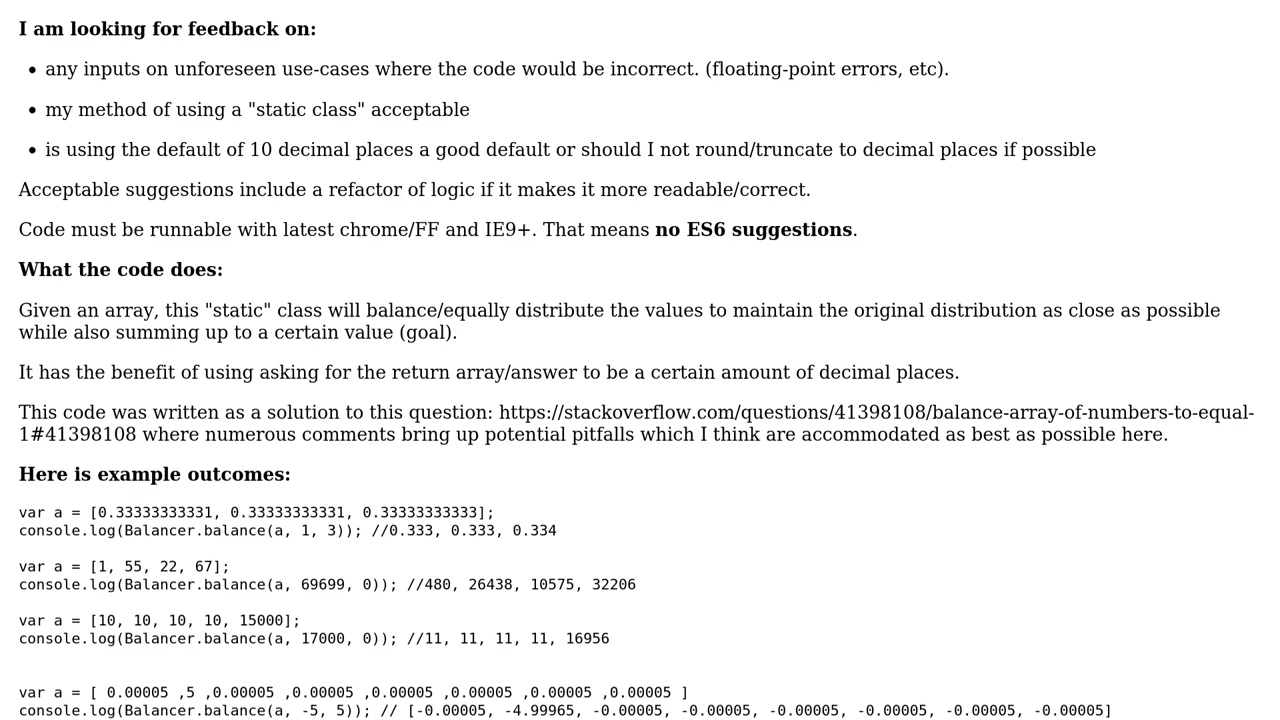 I am looking for feedback on:
• any inputs on unforeseen use-cases where the code would be incorrect. (floating-point errors, etc).
• my method of using a "static class" acceptable
• is using the default of 10 decimal places a good default or should I not round/truncate to decimal places if possible
Acceptable suggestions include a refactor of logic if it makes it more readable/correct.
Code must be runnable with latest chrome/FF and IE9+. That means no ES6 suggestions.
What the code does:
Given an array, this "static" class will balance/equally distribute the values to maintain the original distribution as close as possible
while also summing up to a certain value (goal).
It has the benefit of using asking for the return array/answer to be a certain amount of decimal places.
This code was written as a solution to this question: https://stackoverflow.com/questions/41398108/balance-array-of-numbers-to-equal-
1#41398108 where numerous comments bring up potential pitfalls which I think are accommodated as best as possible here.
Here is example outcomes:
var a = [0.33333333331, 0.33333333331, 0.33333333333];
console.log(Balancer.balance(a, 1, 3)); //0.333, 0.333, 0.334
var a = [1, 55, 22, 67];
console.log(Balancer.balance(a, 69699, 0)); //480, 26438, 10575, 32206
var a = [10, 10, 10, 10, 15000];
console.log(Balancer.balance(a, 17000, 0)); //11, 11, 11, 11, 16956
var a = [ 0.00005 ,5 ,0.00005 ,0.00005 ,0.00005 ,0.00005 ,0.00005 ,0.00005 ]
console.log(Balancer.balance(a, -5, 5)); // [-0.00005, -4.99965, -0.00005, -0.00005, -0.00005, -0.00005, -0.00005, -0.00005]